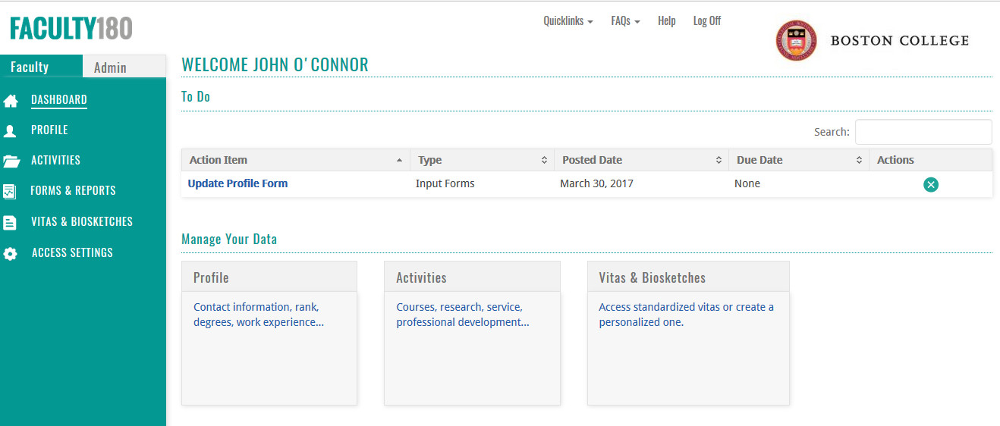 FACULTY180
Quicklinks FAQs Help Log Off
BOSTON COLLEGE
Faculty Admin
WELCOME JOHN O'CONNOR
DASHBOARD
PROFILE
ACTIVITIES
FORMS & REPORTS
VITAS & BIOSKETCHES
ACCESS SETTINGS
To Do
Search:
Action Item Type Posted Date Due Date Actions
Update Profile Form Input Forms March 30, 2017 None
Manage Your Data
Profile
Contact information, rank,
degrees, work experience...
Activities
Courses, research, service,
professional development...
Vitas & Biosketches
Access standardized vitas or create a
personalized one.